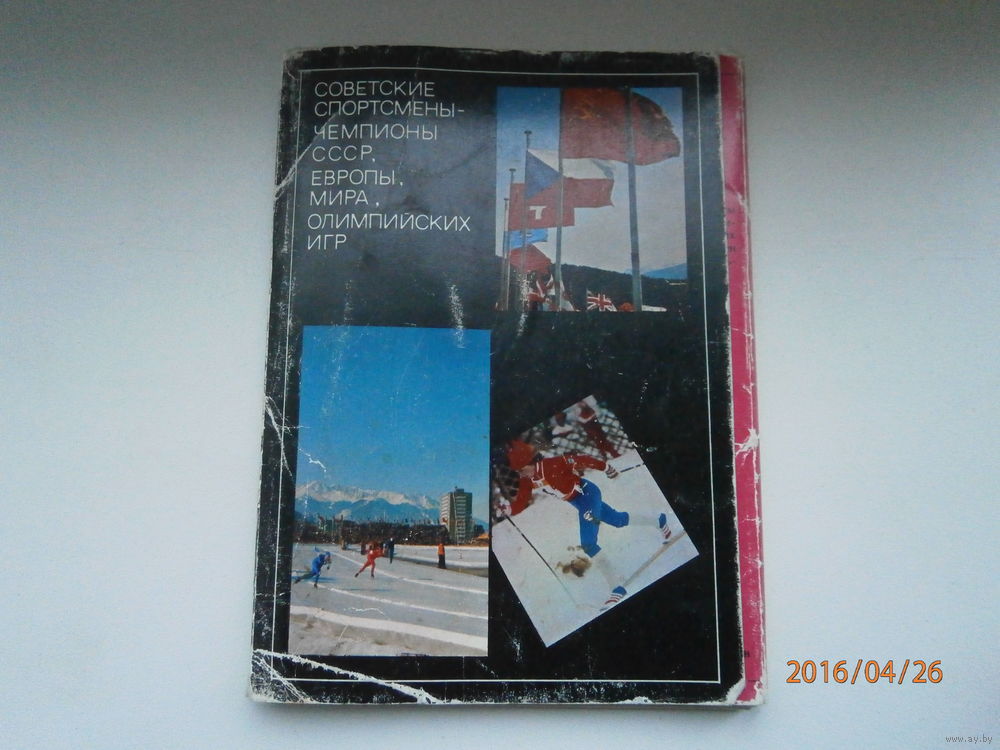 СОВЕТСКИЕ
СПОРТСМЕНЫ-
ЧЕМПИОНЫ
СССР,
ЕВРОПЫ,
МИРА,
ОЛИМПИЙСКИХ
ИГР
2016/04/26
www.ay.by